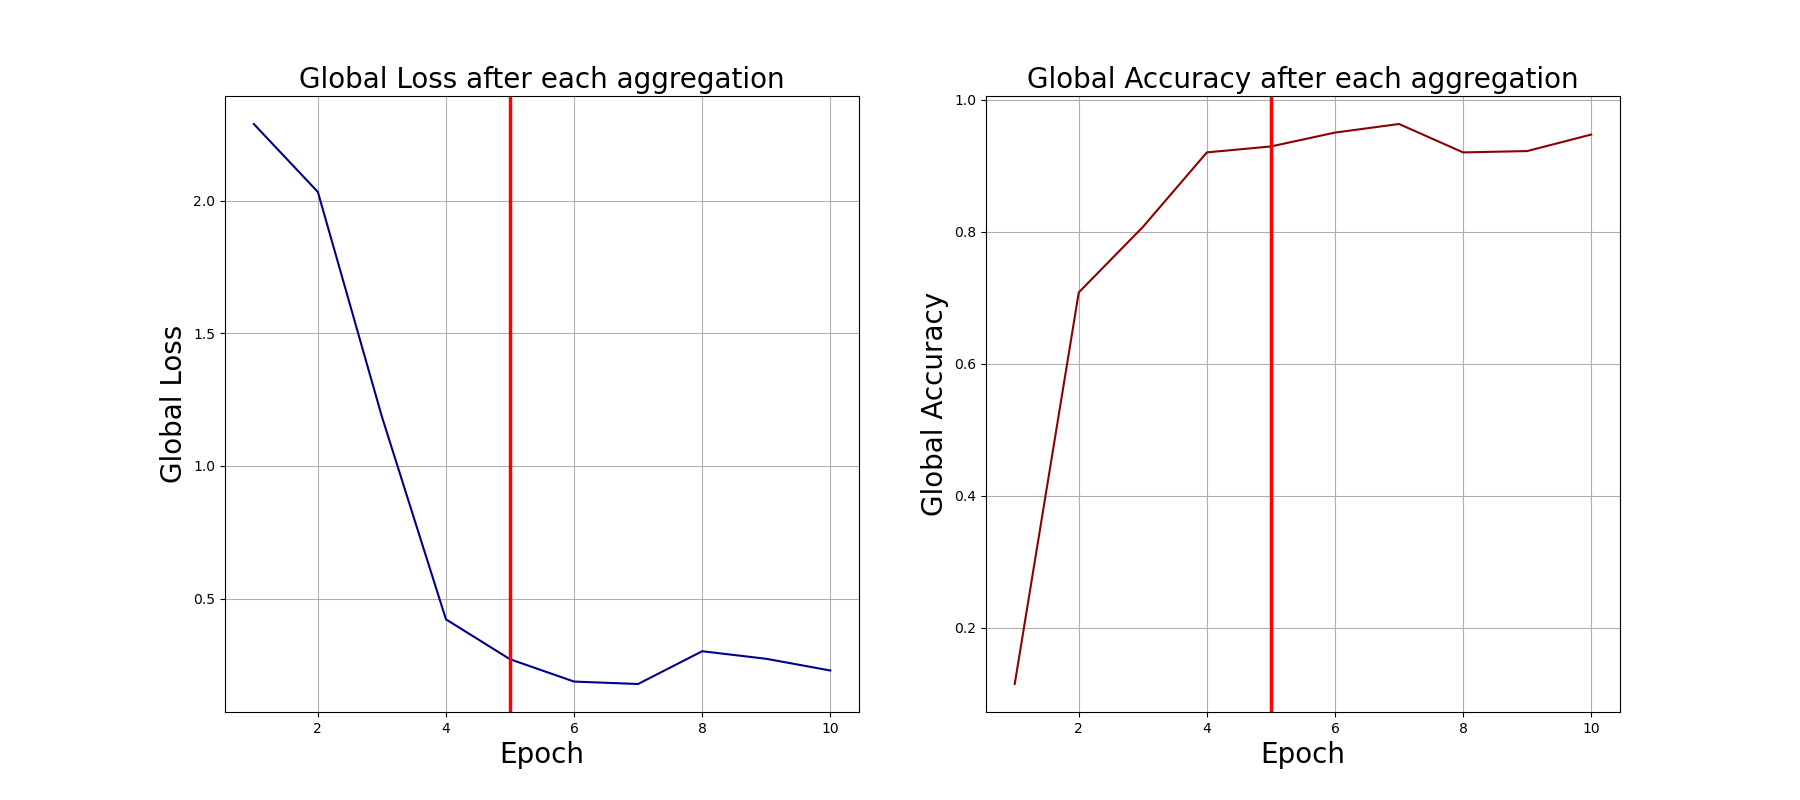 Global Loss after each aggregation
Global Loss
2.0
1.5
1.0
0.5
2 4 6 8 10
Epoch
Global Accuracy after each aggregation
Global Accuracy
1.0
0.8
0.6
0.4
0.2
2 4 6 8 10
Epoch